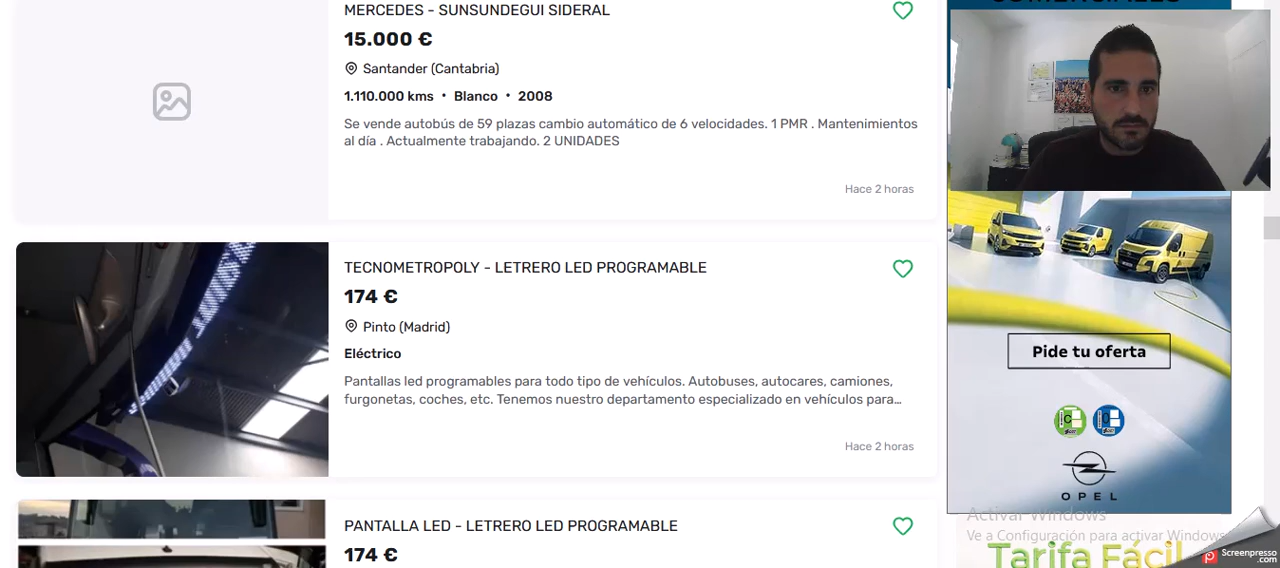 MERCEDES - SUNSUNDEGUI SIDERAL
15.000 €
Santander (Cantabria)
1.110.000 kms • Blanco • 2008
Se vende autobús de 59 plazas cambio automático de 6 velocidades. 1 PMR . Mantenimientos
al día . Actualmente trabajando. 2 UNIDADES
Hace 2 horas
TECNOMETROPOLY - LETRERO LED PROGRAMABLE
174 €
Pinto (Madrid)
Eléctrico
Pantallas led programables para todo tipo de vehículos. Autobuses, autocares, camiones,
furgonetas, coches, etc. Tenemos nuestro departamento especializado en vehículos para...
Hace 2 horas
PANTALLA LED - LETRERO LED PROGRAMABLE
174 €
Pide tu oferta
OPEL
Activar Windows
Ve a Configuración para activar Windows
Tarifa Fácil
Screenpresso
.com